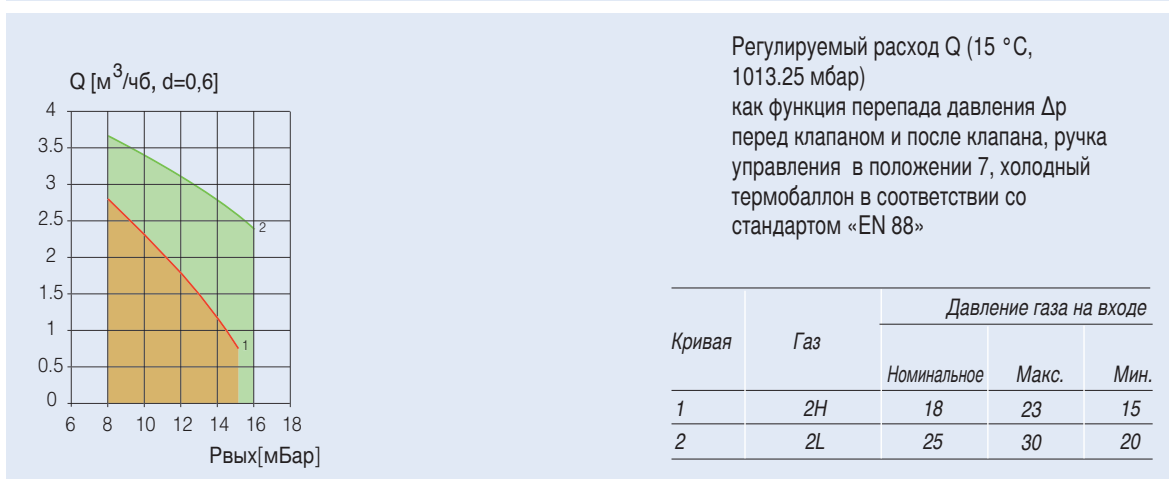 Q [м3/чб, d=0,6]
4
3.5
3
2.5
2
1.5
1
0.5
0
2
1
6 8 10 12 14 16 18
Рвых[мБар]
Регулируемый расход Q (15 °C,
1013.25 мбар)
как функция перепада давления Δp
перед клапаном и после клапана, ручка
управления в положении 7, холодный
термобаллон в соответствии со
стандартом «EN 88»
Давление газа на входе
Кривая Газ
Номинальное Макс. Мин.
1 2H 18 23 15
2 2L 25 30 20